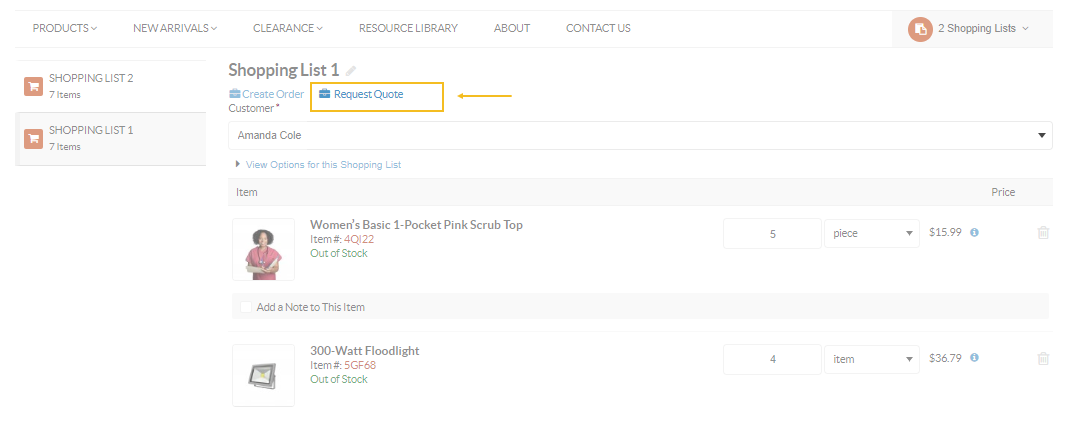 PRODUCTS NEW ARRIVALS CLEARANCE RESOURCE LIBRARY ABOUT CONTACT US 2 Shopping Lists
SHOPPING LIST 2
7 Items
SHOPPING LIST 1
7 Items
Shopping List 1
Create Order Request Quote
Customer *
Amanda Cole
View Options for this Shopping List
Item Price
Women's Basic 1-Pocket Pink Scrub Top
Item #: 4QI22
Out of Stock
5 piece $15.99
Add a Note to This Item
300-Watt Floodlight
Item #: 5GF68
Out of Stock
4 item $36.79